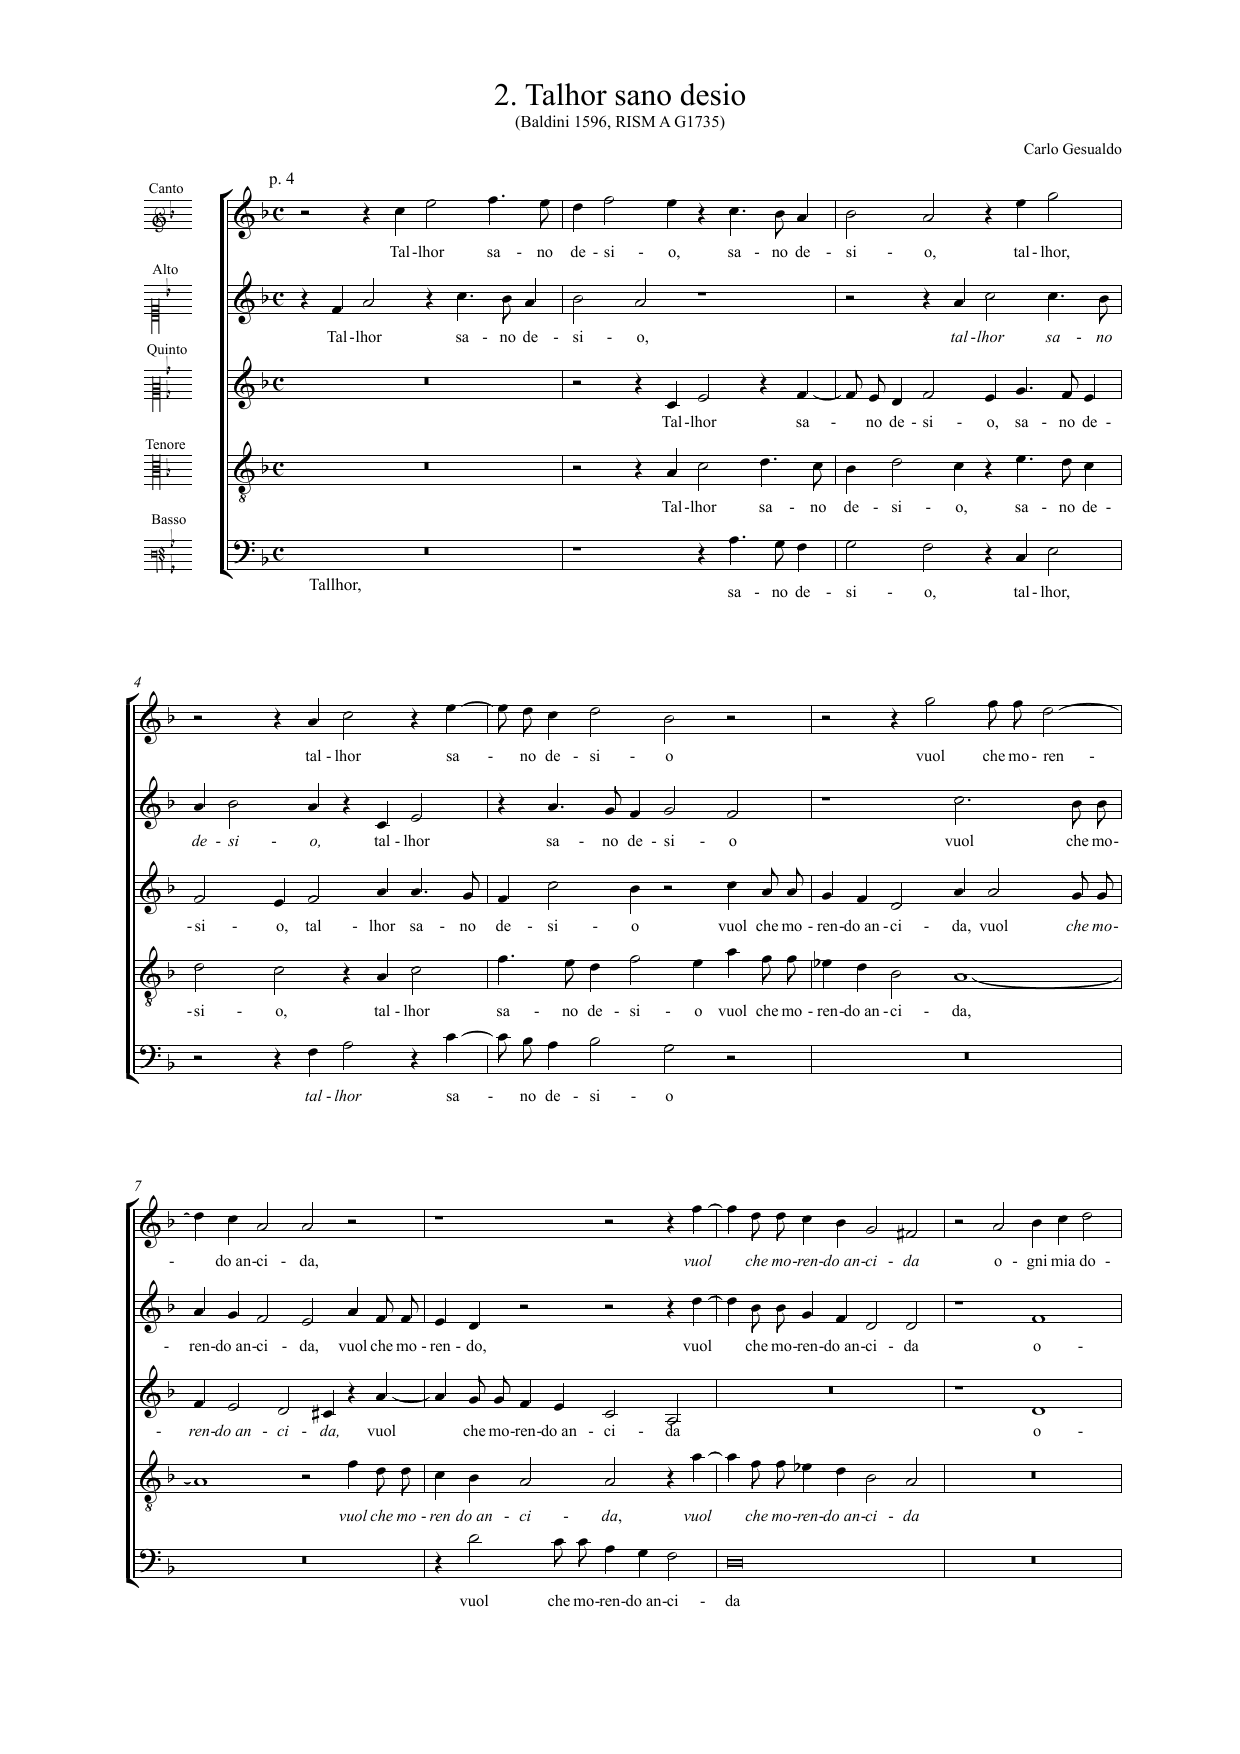 2. Talhor sano desio
(Baldini 1596, RISM A G1735)
Carlo Gesualdo
p. 4
Canto
Tal - lhor sa - no de - si - o, sa - no de - si - o, tal - lhor,
Alto
Tal - lhor sa - no de - si - o, tal - lhor sa - no
Quinto
Tal - lhor sa - no de - si - o, sa - no de -
Tenore
8
Tal - lhor sa - no de - si - o, sa - no de -
Basso
Tallhor, sa - no de - si - o, tal - lhor,
4
tal - lhor sa - no de - si - o vuol che mo - ren -
de - si - o, tal - lhor sa - no de - si - o vuol che mo-
-si - o, tal - lhor sa - no de - si - o vuol che mo - ren-do an - ci - da, vuol che mo-
8
-si - o, tal - lhor sa - no de - si - o vuol che mo - ren-do an - ci - da,
tal - lhor sa - no de - si - o
7
- do an-ci - da, vuol che mo-ren-do an-ci - da o - gni mia do -
- ren-do an-ci - da, vuol che mo - ren - do, vuol che mo-ren-do an-ci - da o -
- ren-do an - ci - da, vuol che mo-ren-do an - ci - da o -
8
vuol che mo - ren do an - ci - da, vuol che mo-ren-do an-ci - da
vuol che mo-ren-do an-ci - da